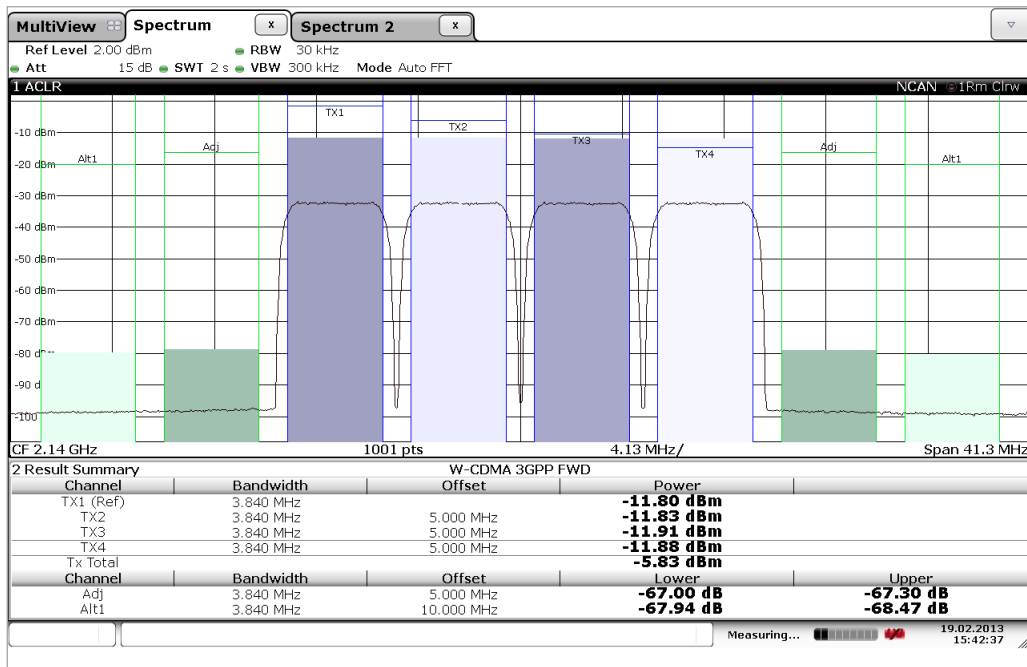 MultiView Spectrum x Spectrum 2 x
Ref Level 2.00 dBm RBW 30 kHz
Att 15 dB SWT 2 s VBW 300 kHz Mode Auto FFT
1 ACLR NCAN 1Rm Clrw
TX1
TX2
-10 dBm
TX3
Adj Adj
TX4
Alt1 Alt1
-20 dBm
-30 dBm
-40 dBm
-50 dBm
-60 dBm
-70 dBm
-80 d
-90 d
-100
CF 2.14 GHz 1001 pts 4.13 MHz/ Span 41.3 MHz
2 Result Summary W-CDMA 3GPP FWD
Channel Bandwidth Offset Power
TX1 (Ref) 3.840 MHz -11.80 dBm
TX2 3.840 MHz 5.000 MHz -11.83 dBm
TX3 3.840 MHz 5.000 MHz -11.91 dBm
TX4 3.840 MHz 5.000 MHz -11.88 dBm
Tx Total -5.83 dBm
Channel Bandwidth Offset Lower Upper
Adj 3.840 MHz 5.000 MHz -67.00 dB -67.30 dB
Alt1 3.840 MHz 10.000 MHz -67.94 dB -68.47 dB
Measuring... 19.02.2013
15:42:37